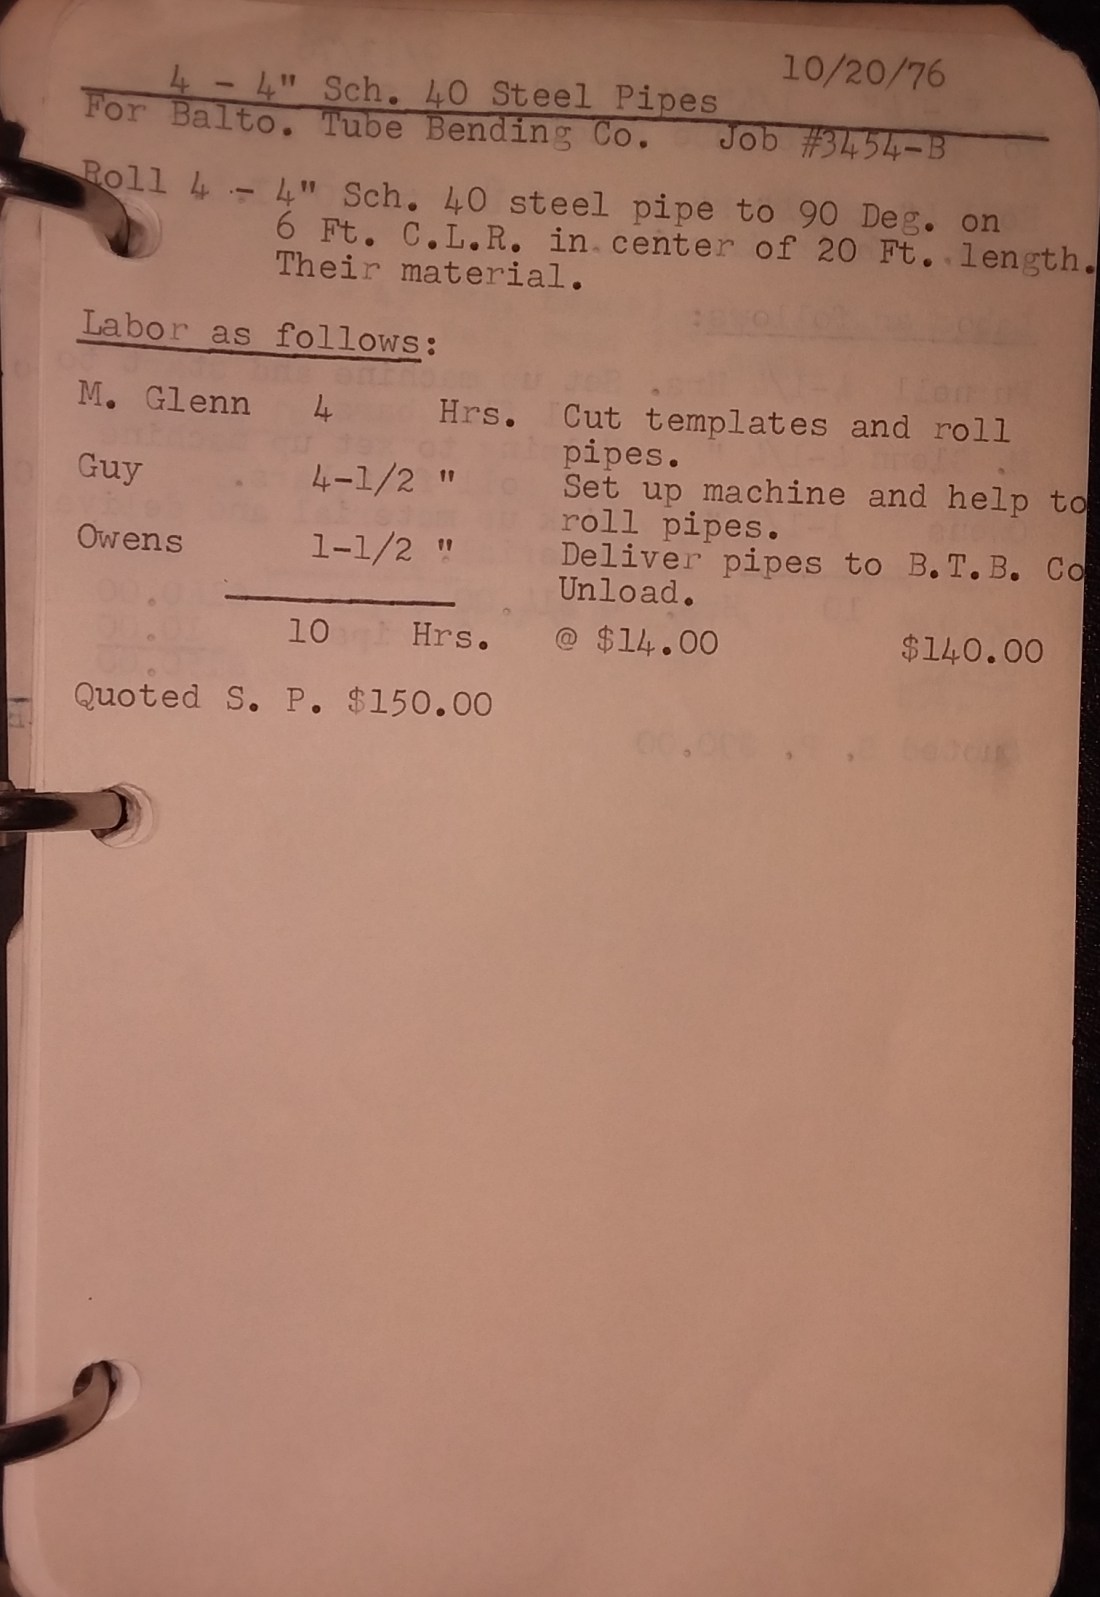 10/20/76
4 - 4" Sch. 40 Steel Pipes
For Balto. Tube Bending Co. Job #3454-B
Roll 4 - 4" Sch. 40 steel pipe to 90 Deg. on
6 Ft. C.L.R. in center of 20 Ft. length.
Their material.
Labor as follows:
M. Glenn 4 Hrs. Cut templates and roll
pipes.
Guy 4-1/2 " Set up machine and help to
roll pipes.
Owens 1-1/2 " Deliver pipes to B.T.B. Co
Unload.
10 Hrs. @ $14.00 $140.00
Quoted S. P. $150.00